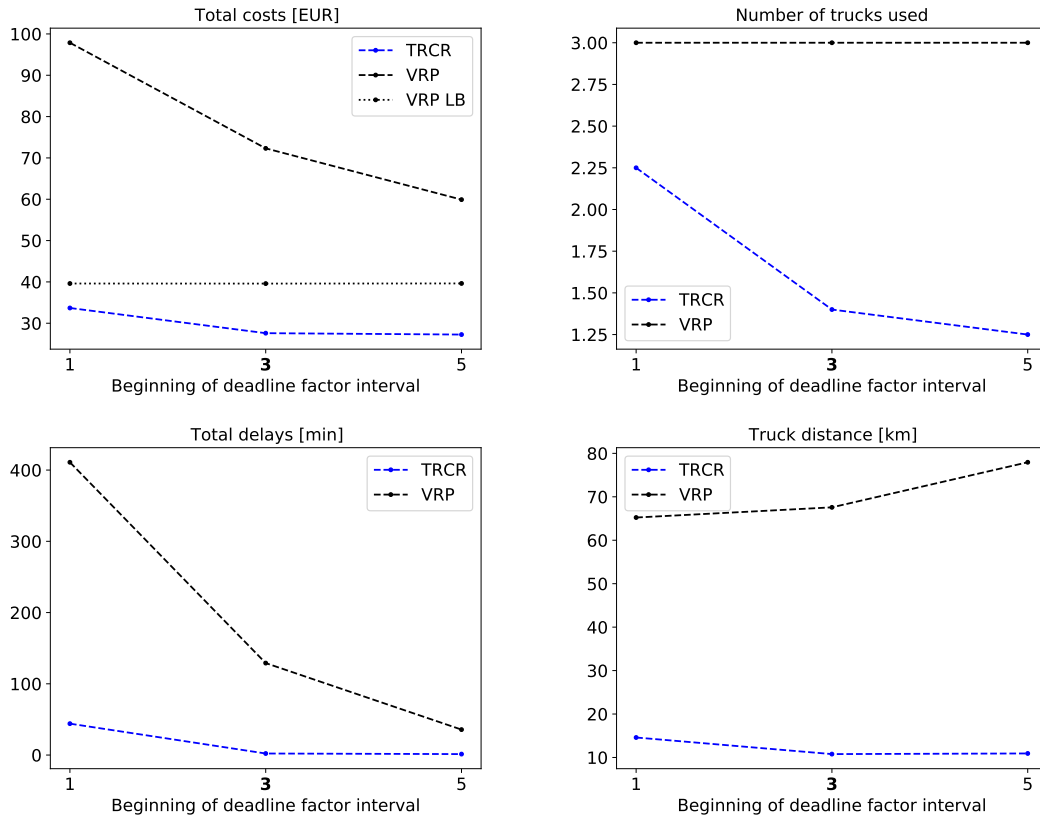 Total costs [EUR]
100
90
80
70
60
50
40
30
TRCR
VRP
VRP LB
1
3
5
Beginning of deadline factor interval
Number of trucks used
3.00
2.75
2.50
2.25
2.00
1.75
1.50
1.25
TRCR
VRP
1
3
5
Beginning of deadline factor interval
Total delays [min]
400
300
200
100
0
TRCR
VRP
1
3
5
Beginning of deadline factor interval
Truck distance [km]
80
70
60
50
40
30
20
10
TRCR
VRP
1
3
5
Beginning of deadline factor interval